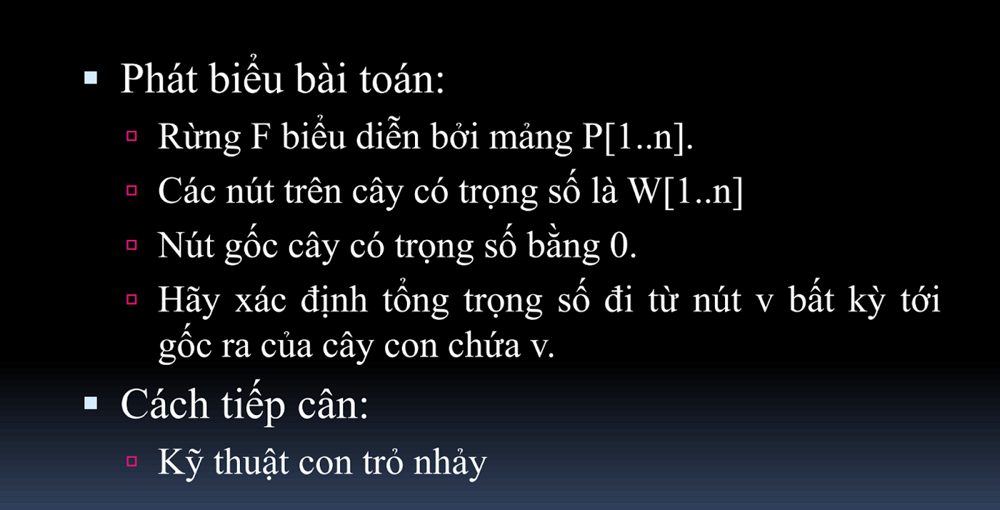 Phát biểu bài toán:
Rừng F biểu diễn bởi mảng P[1..n].
Các nút trên cây có trọng số là W[1..n]
Nút gốc cây có trọng số bằng 0.
Hãy xác định tổng trọng số đi từ nút v bất kỳ tới
gốc ra của cây con chứa v.
Cách tiếp cân:
Kỹ thuật con trỏ nhảy